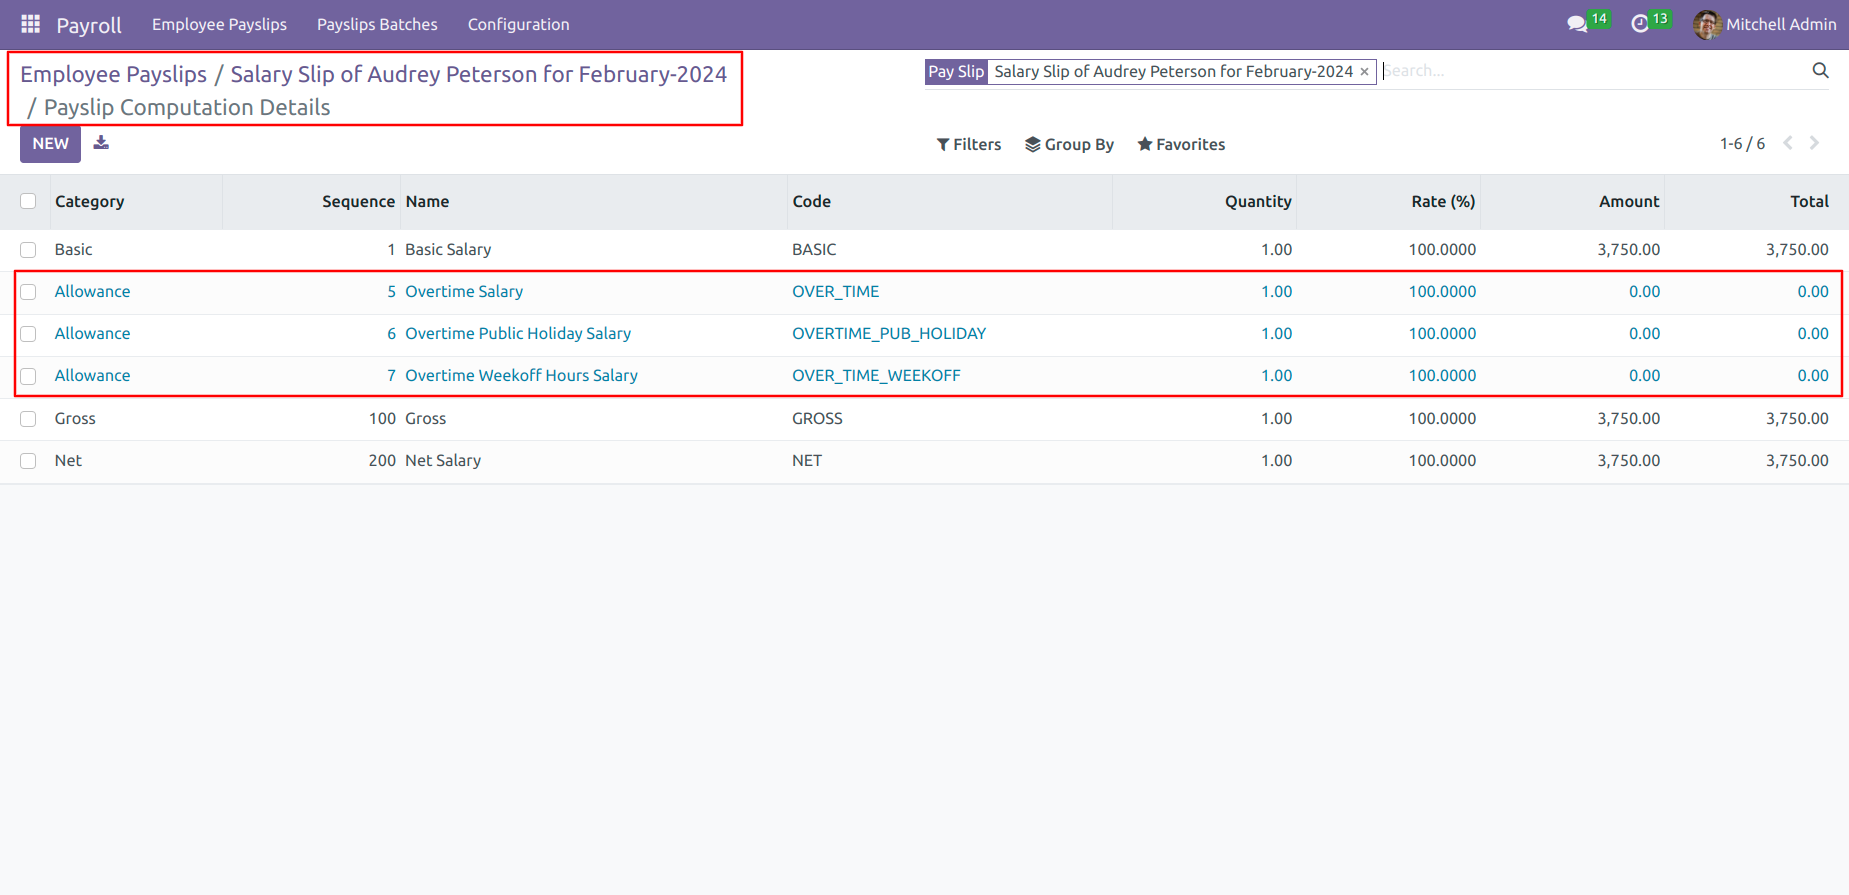 Payroll Employee Payslips Payslips Batches Configuration 14 13 Mitchell Admin
Employee Payslips / Salary Slip of Audrey Peterson for February-2024
/ Payslip Computation Details
Pay Slip Salary Slip of Audrey Peterson for February-2024 × Search...
NEW Filters Group By Favorites 1-6 / 6
Category Sequence Name Code Quantity Rate (%) Amount Total
Basic 1 Basic Salary BASIC 1.00 100.0000 3,750.00 3,750.00
Allowance 5 Overtime Salary OVER_TIME 1.00 100.0000 0.00 0.00
Allowance 6 Overtime Public Holiday Salary OVERTIME_PUB_HOLIDAY 1.00 100.0000 0.00 0.00
Allowance 7 Overtime Weekoff Hours Salary OVER_TIME_WEEKOFF 1.00 100.0000 0.00 0.00
Gross 100 Gross GROSS 1.00 100.0000 3,750.00 3,750.00
Net 200 Net Salary NET 1.00 100.0000 3,750.00 3,750.00